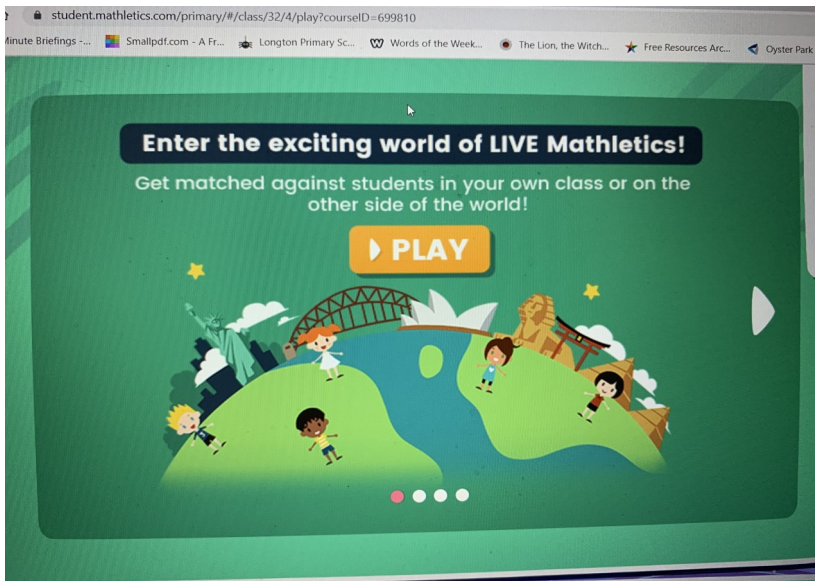 student.mathletics.com/primary/#/class/32/4/play?courseID=699810
Minute Briefings -... Smallpdf.com - A Fr... Longton Primary Sc... Words of the Week... The Lion, the Witch... Free Resources Arc... Oyster Park
Enter the exciting world of LIVE Mathletics!
Get matched against students in your own class or on the
other side of the world!
PLAY